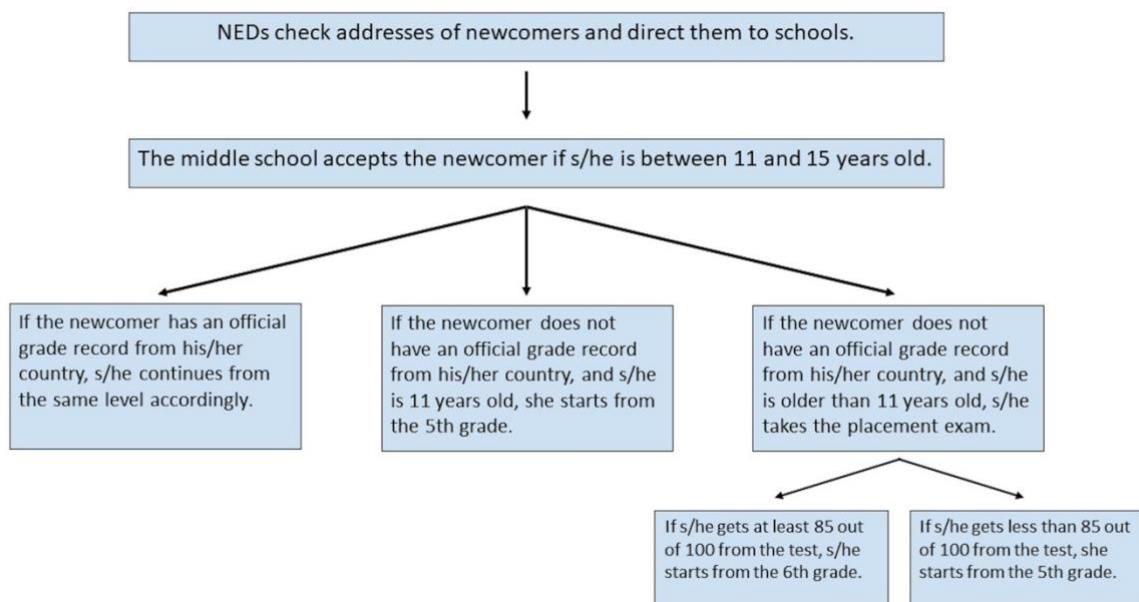 NEDs check addresses of newcomers and direct them to schools.
The middle school accepts the newcomer if s/he is between 11 and 15 years old.
If the newcomer has an official
grade record from his/her
country, s/he continues from
the same level accordingly.
If the newcomer does not
have an official grade record
from his/her country, and s/he
is 11 years old, she starts from
the 5th grade.
If the newcomer does not
have an official grade record
from his/her country, and s/he
is older than 11 years old, s/he
takes the placement exam.
If s/he gets at least 85 out
of 100 from the test, s/he
starts from the 6th grade.
If s/he gets less than 85 out
of 100 from the test, she
starts from the 5th grade.